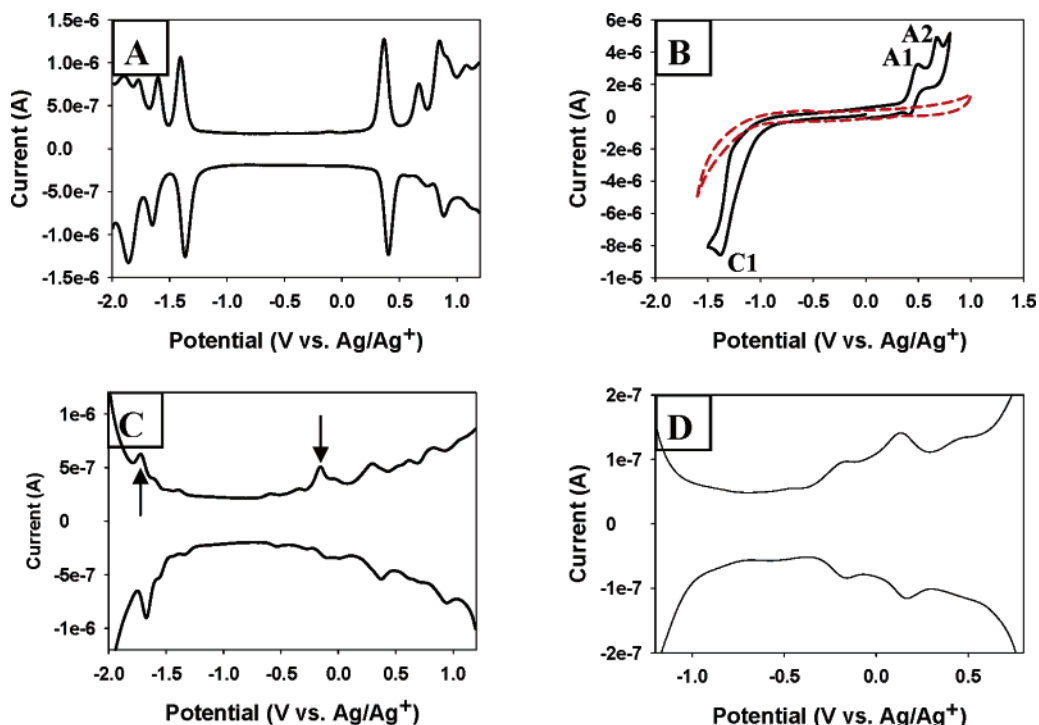 A
1.5e-6
1.0e-6
5.0e-7
0.0
-5.0e-7
-1.0e-6
-1.5e-6
Current (A)
-2.0 -1.5 -1.0 -0.5 0.0 0.5 1.0
Potential (V vs. Ag/Ag+)
B
A1
A2
C1
6e-6
4e-6
2e-6
0
-2e-6
-4e-6
-6e-6
-8e-6
-1e-5
Current (A)
-2.0 -1.5 -1.0 -0.5 0.0 0.5 1.0 1.5
Potential (V vs. Ag/Ag+)
C
1e-6
5e-7
0
-5e-7
-1e-6
Current (A)
-2.0 -1.5 -1.0 -0.5 0.0 0.5 1.0
Potential (V vs. Ag/Ag+)
D
2e-7
1e-7
0
-1e-7
-2e-7
Current (A)
-1.0 -0.5 0.0 0.5
Potential (V vs. Ag/Ag+)